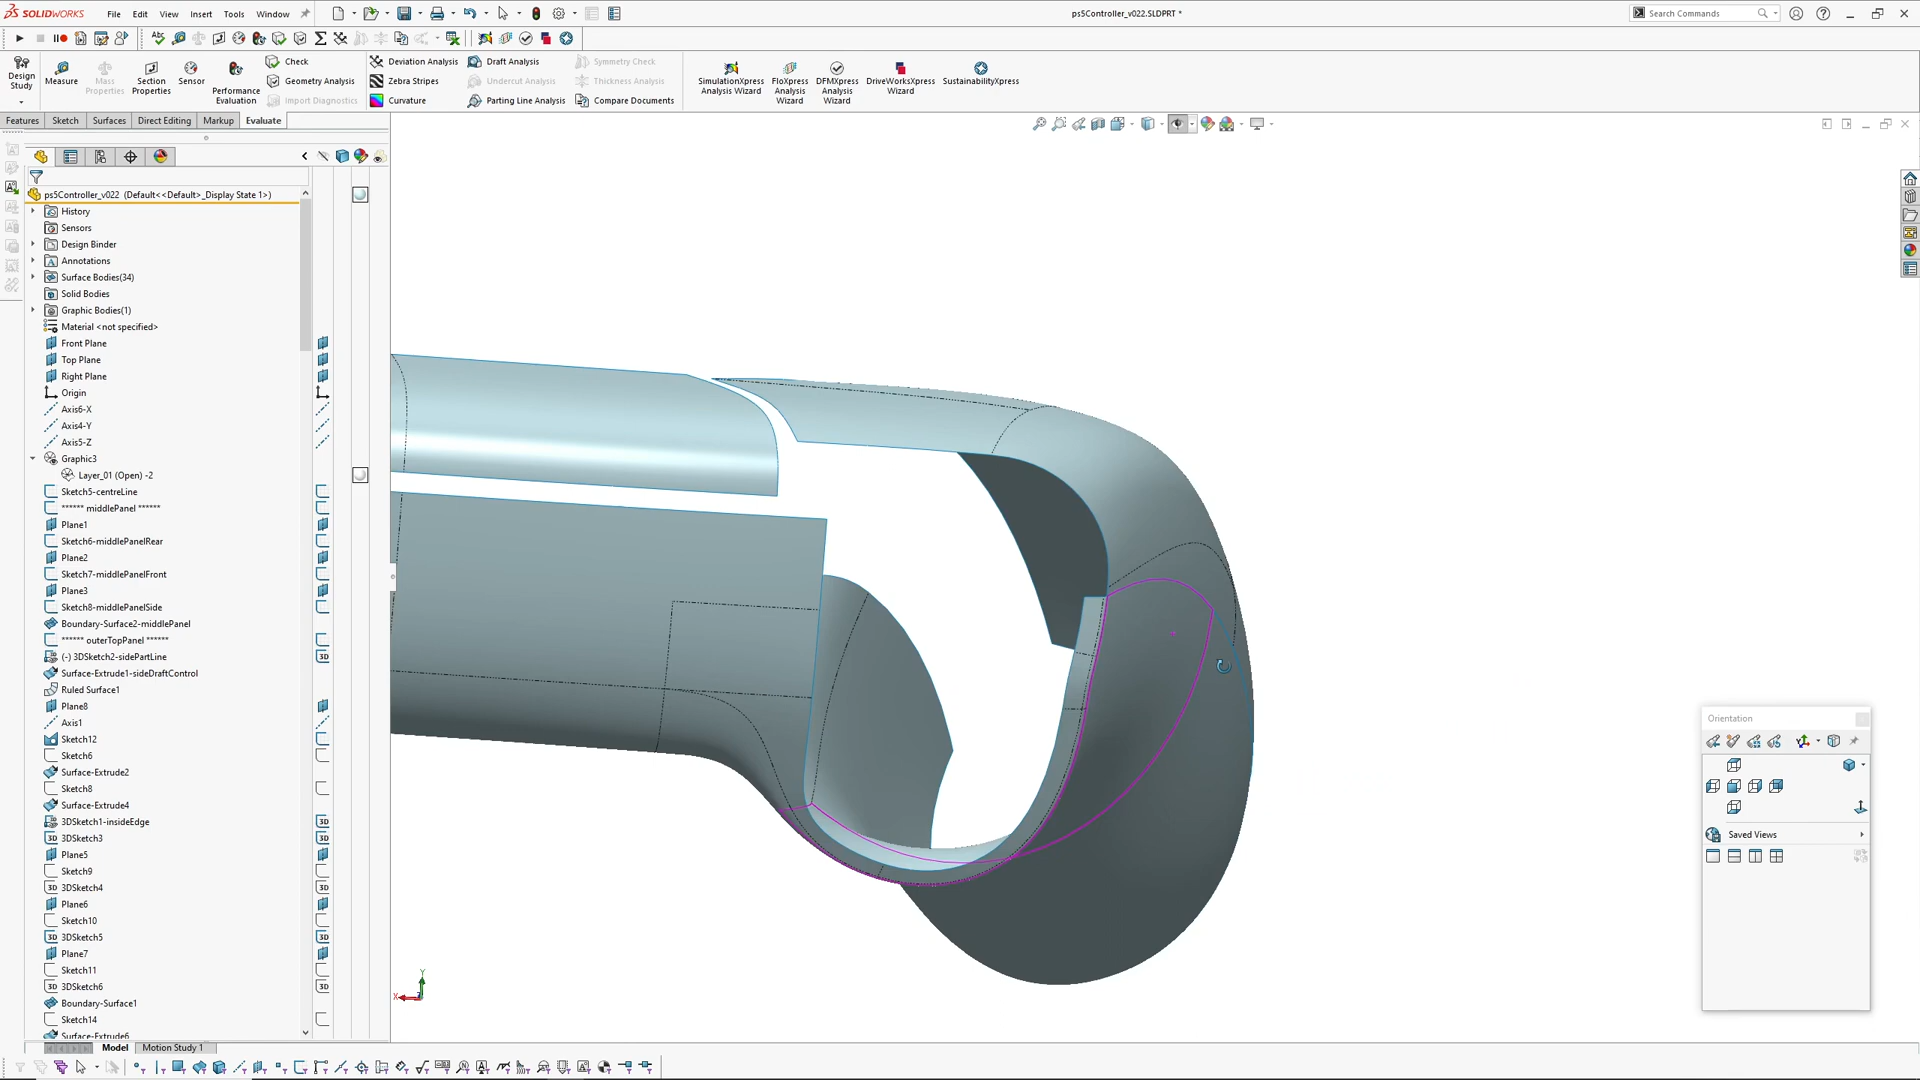 SOLIDWORKS File Edit View Insert Tools Window ps5Controller_v022.SLDPRT * Search Commands
Design Study
Measure
Mass Properties
Section Properties
Sensor
Performance Evaluation
Check
Geometry Analysis
Import Diagnostics
Deviation Analysis
Zebra Stripes
Curvature
Draft Analysis
Undercut Analysis
Parting Line Analysis
Symmetry Check
Thickness Analysis
Compare Documents
SimulationXpress Analysis Wizard
FloXpress Analysis Wizard
DFMXpress Analysis Wizard
DriveWorksXpress Wizard
SustainabilityXpress
Features Sketch Surfaces Direct Editing Markup Evaluate
ps5Controller_v022 (Default<<Default>_Display State 1>)
History
Sensors
Design Binder
Annotations
Surface Bodies(34)
Solid Bodies
Graphic Bodies(1)
Material <not specified>
Front Plane
Top Plane
Right Plane
Origin
Axis6-X
Axis4-Y
Axis5-Z
Graphic3
Layer_01 (Open) -2
Sketch5-centreLine
****** middlePanel ******
Plane1
Sketch6-middlePanelRear
Plane2
Sketch7-middlePanelFront
Plane3
Sketch8-middlePanelSide
Boundary-Surface2-middlePanel
****** outerTopPanel ******
(-) 3DSketch2-sidePartLine
Surface-Extrude1-sideDraftControl
Ruled Surface1
Plane8
Axis1
Sketch12
Sketch6
Surface-Extrude2
Sketch8
Surface-Extrude4
3DSketch1-insideEdge
3DSketch3
Plane5
Sketch9
3DSketch4
Plane6
Sketch10
3DSketch5
Plane7
Sketch11
3DSketch6
Boundary-Surface1
Sketch14
Surface-Extrude6
Y
X
Orientation
Saved Views
Model Motion Study 1